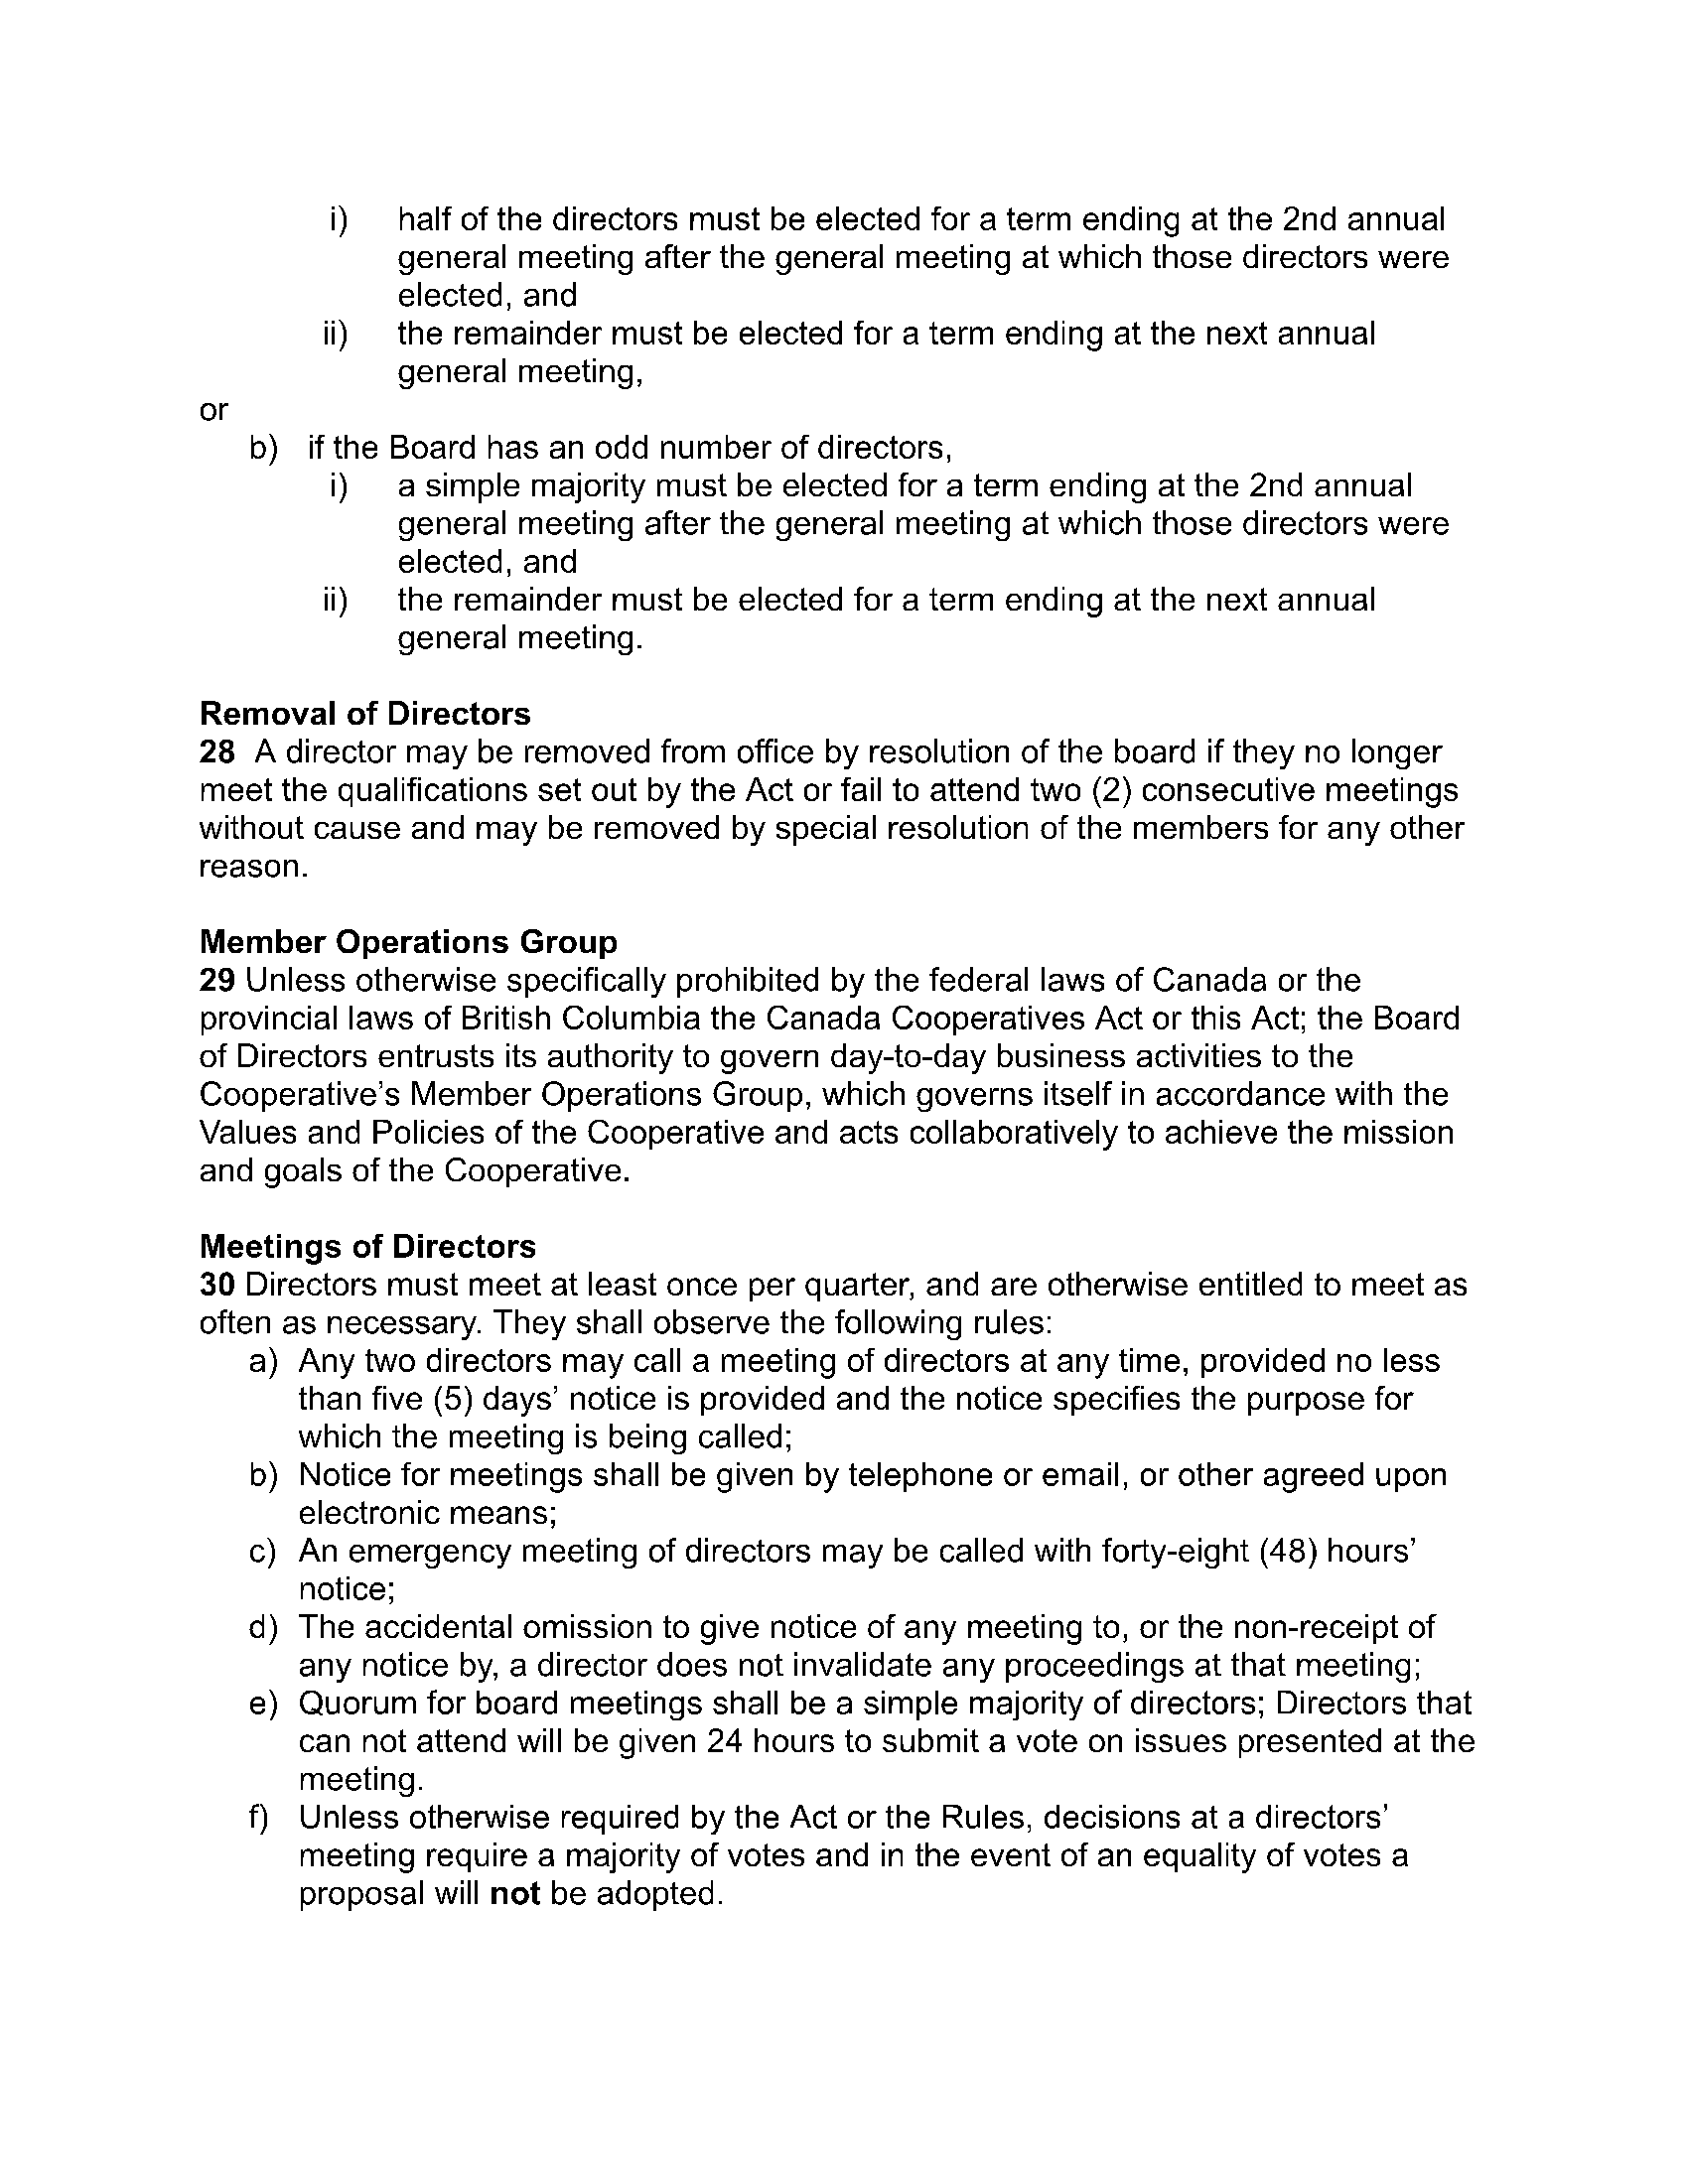 i) half of the directors must be elected for a term ending at the 2nd annual
general meeting after the general meeting at which those directors were
elected, and
ii) the remainder must be elected for a term ending at the next annual
general meeting,
or
b) if the Board has an odd number of directors,
i) a simple majority must be elected for a term ending at the 2nd annual
general meeting after the general meeting at which those directors were
elected, and
ii) the remainder must be elected for a term ending at the next annual
general meeting.
Removal of Directors
28 A director may be removed from office by resolution of the board if they no longer
meet the qualifications set out by the Act or fail to attend two (2) consecutive meetings
without cause and may be removed by special resolution of the members for any other
reason.
Member Operations Group
29 Unless otherwise specifically prohibited by the federal laws of Canada or the
provincial laws of British Columbia the Canada Cooperatives Act or this Act; the Board
of Directors entrusts its authority to govern day-to-day business activities to the
Cooperative’s Member Operations Group, which governs itself in accordance with the
Values and Policies of the Cooperative and acts collaboratively to achieve the mission
and goals of the Cooperative.
Meetings of Directors
30 Directors must meet at least once per quarter, and are otherwise entitled to meet as
often as necessary. They shall observe the following rules:
a) Any two directors may call a meeting of directors at any time, provided no less
than five (5) days’ notice is provided and the notice specifies the purpose for
which the meeting is being called;
b) Notice for meetings shall be given by telephone or email, or other agreed upon
electronic means;
c) An emergency meeting of directors may be called with forty-eight (48) hours’
notice;
d) The accidental omission to give notice of any meeting to, or the non-receipt of
any notice by, a director does not invalidate any proceedings at that meeting;
e) Quorum for board meetings shall be a simple majority of directors; Directors that
can not attend will be given 24 hours to submit a vote on issues presented at the
meeting.
f) Unless otherwise required by the Act or the Rules, decisions at a directors’
meeting require a majority of votes and in the event of an equality of votes a
proposal will not be adopted.